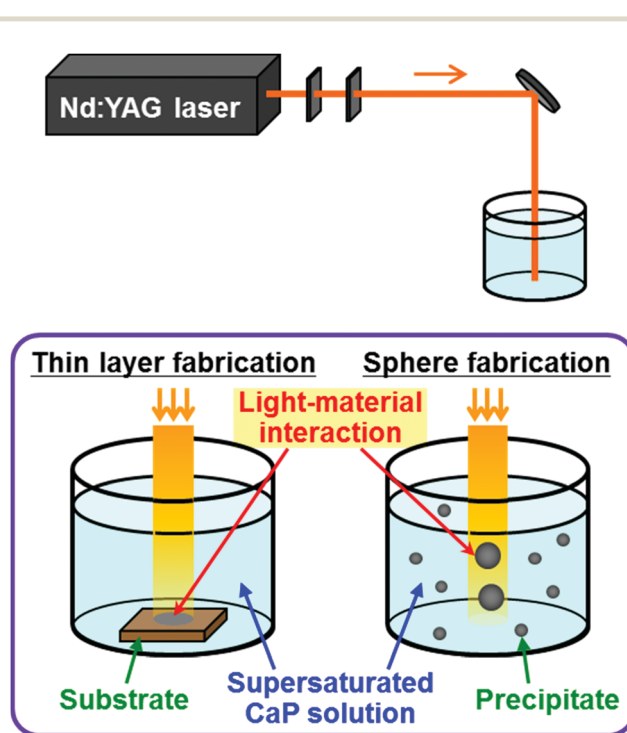 Nd:YAG laser
Thin layer fabrication
Sphere fabrication
Light-material
interaction
Substrate
Supersaturated
CaP solution
Precipitate